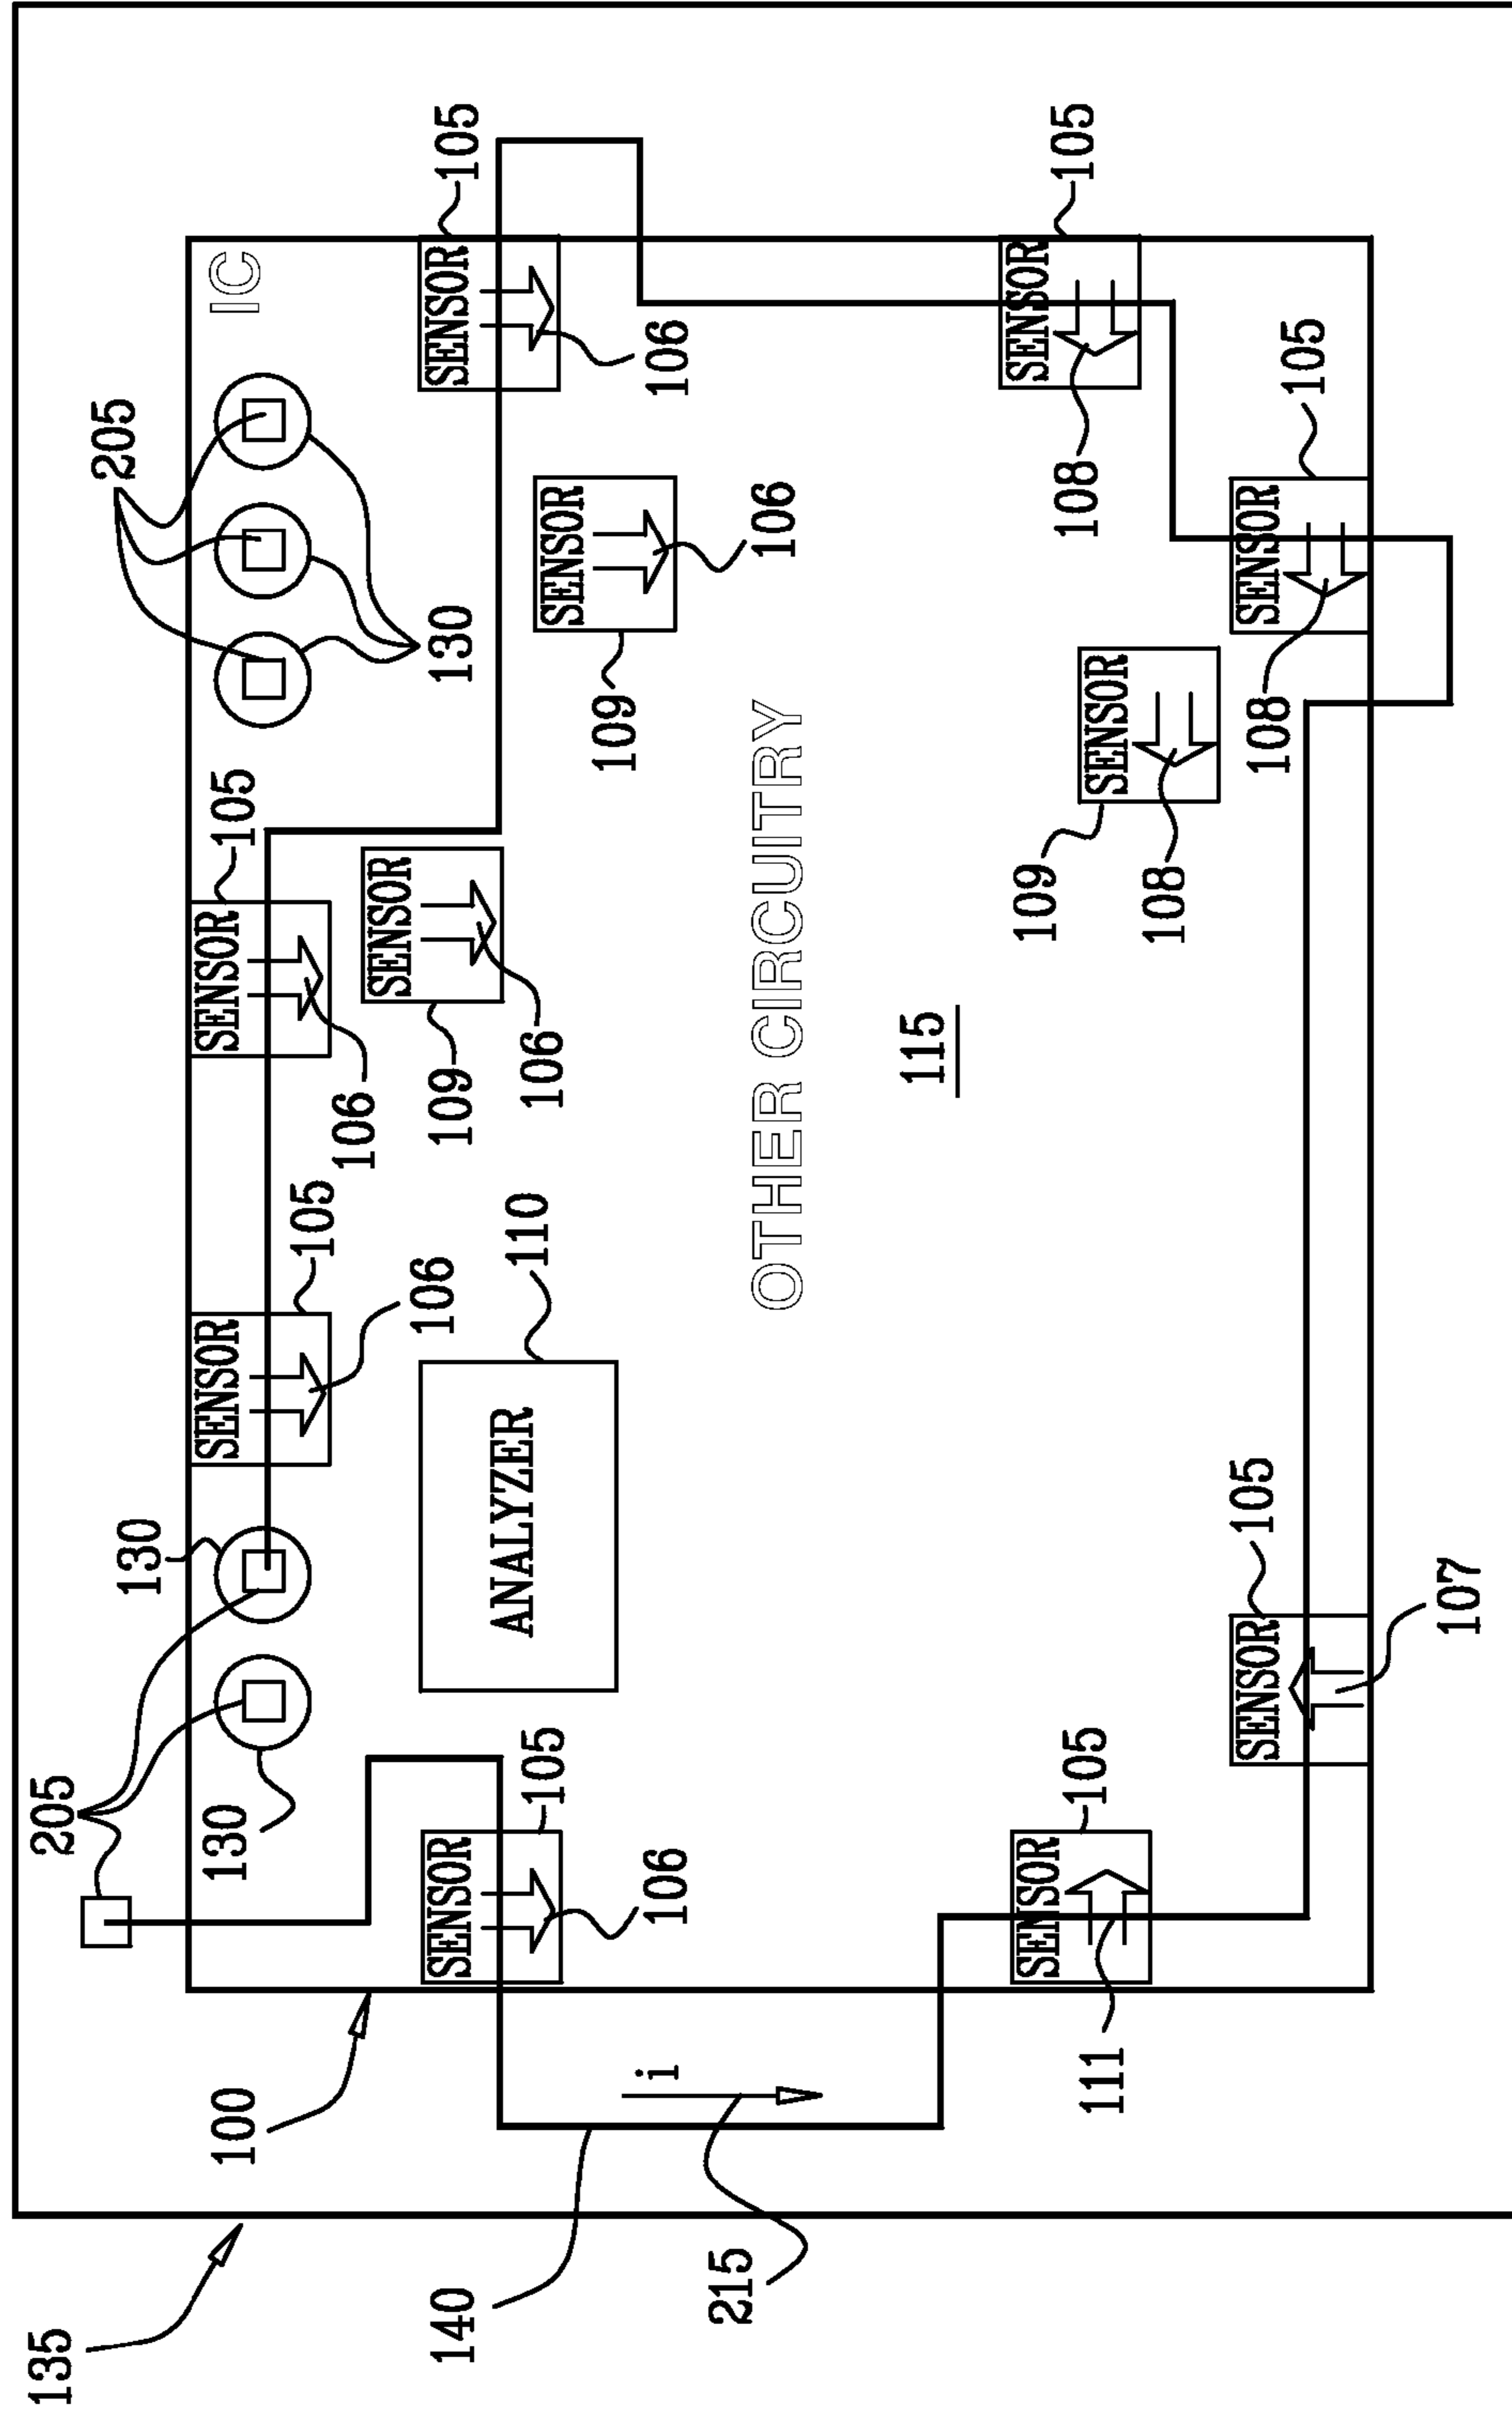 135
205
205
130
130
100
SENSOR
SENSOR
105
IC
105
106
SENSOR
106
109
130
140
SENSOR
SENSOR
105
ANALYZER
110
105
106
SENSOR
109
i
106
106
215
OTHER CIRCUITRY
106
115
SENSOR
109
SENSOR
105
111
105
108
SENSOR
108
SENSOR
105
SENSOR
108
105
107